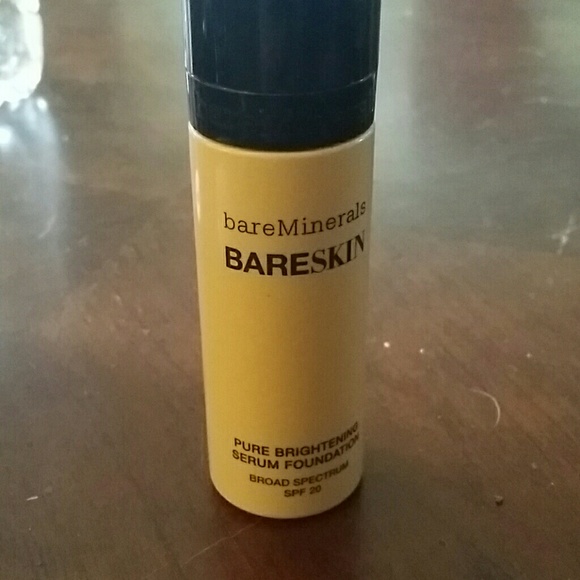 bareMinerals
BARESKIN
PURE BRIGHTENING
SERUM FOUNDATION
BROAD SPECTRUM
SPF 20